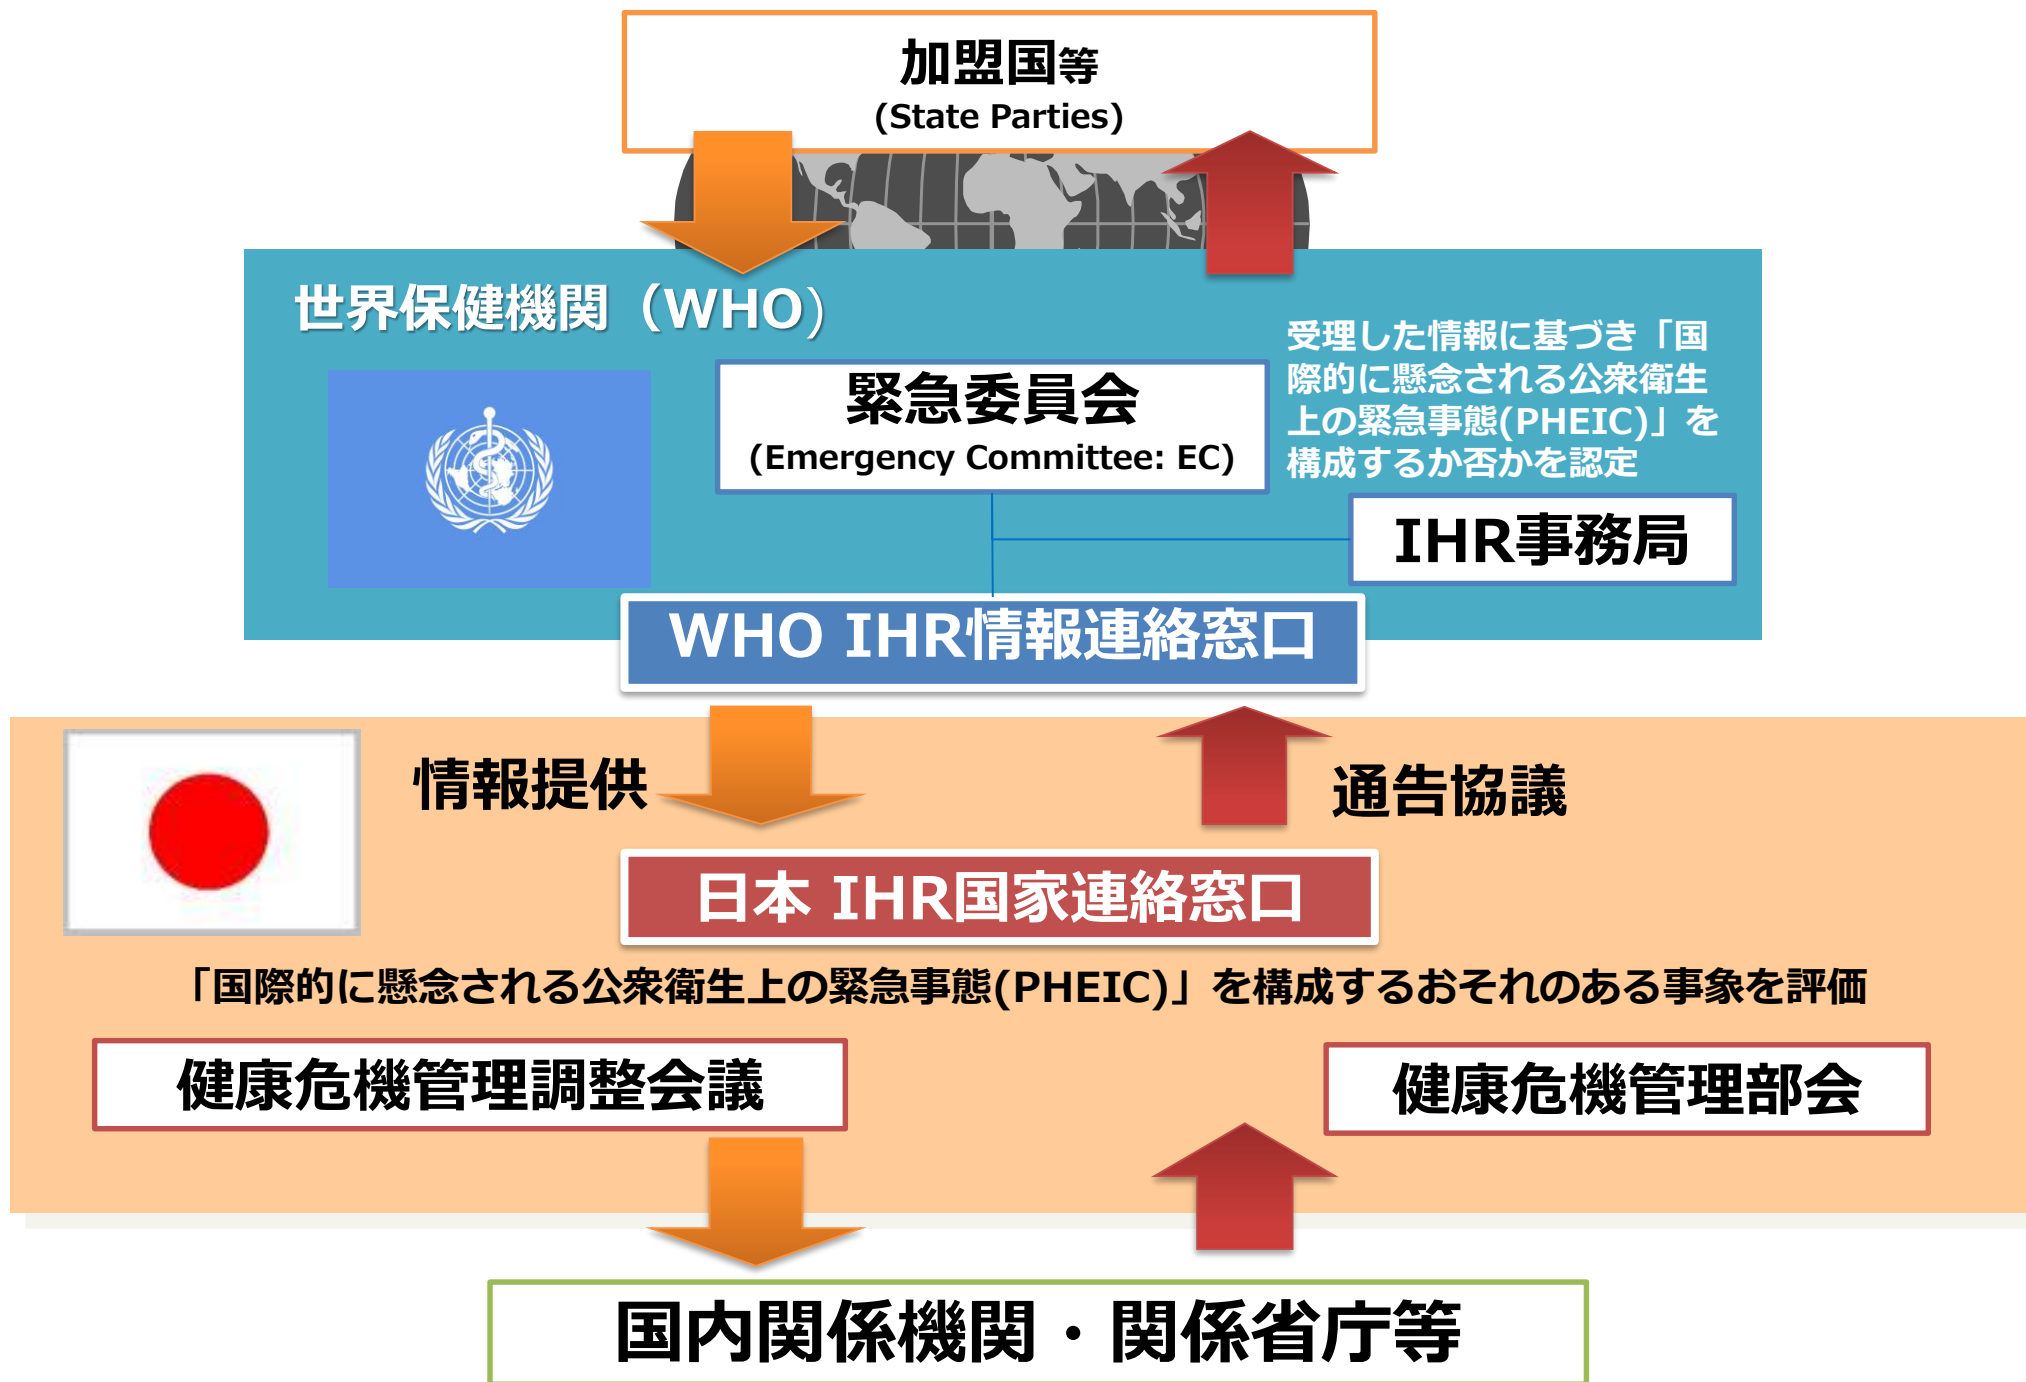 加盟国等
(State Parties)
世界保健機関（WHO)
受理した情報に基づき「国
際的に懸念される公衆衛生
上の緊急事態(PHEIC)」を
構成するか否かを認定
緊急委員会
(Emergency Committee: EC)
IHR事務局
WHO IHR情報連絡窓口
情報提供
通告協議
日本 IHR国家連絡窓口
「国際的に懸念される公衆衛生上の緊急事態(PHEIC)」を構成するおそれのある事象を評価
健康危機管理調整会議
健康危機管理部会
国内関係機関・関係省庁等